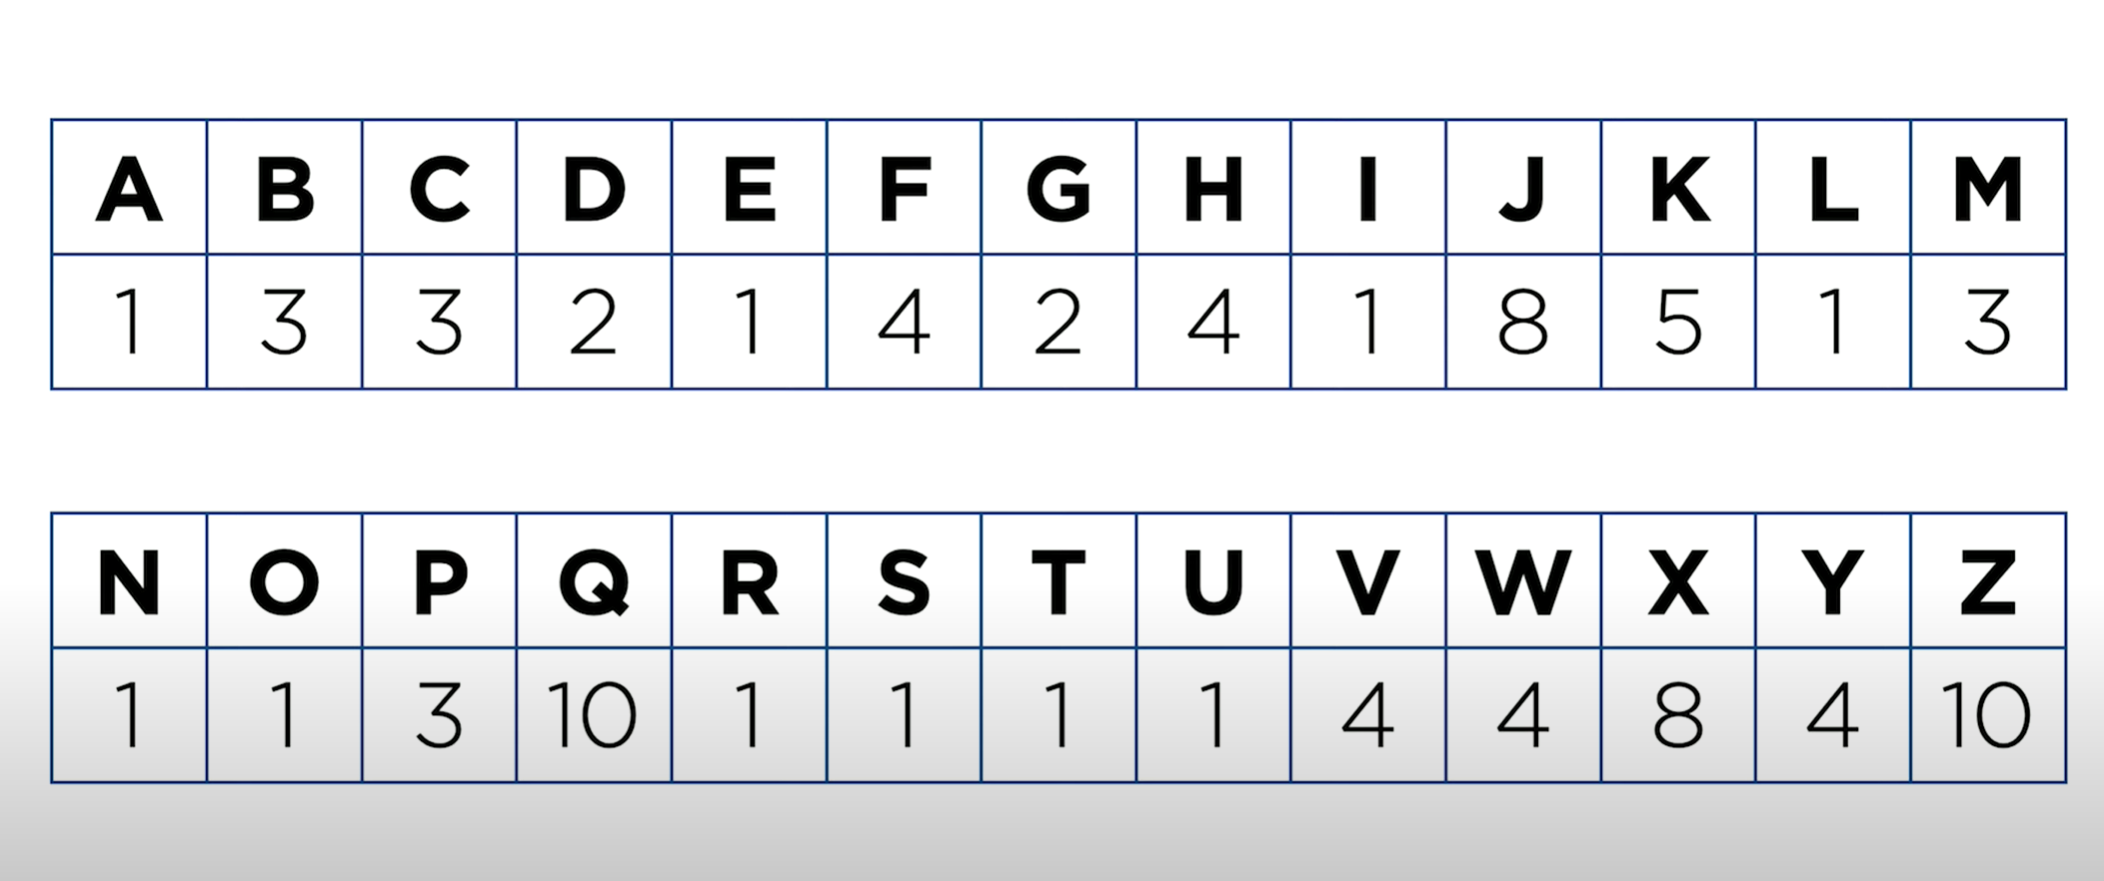 A B C D E F G H I J K L M
1 3 3 2 1 4 2 4 1 8 5 1 3
N O P Q R S T U V W X Y Z
1 1 3 10 1 1 1 1 4 4 8 4 10